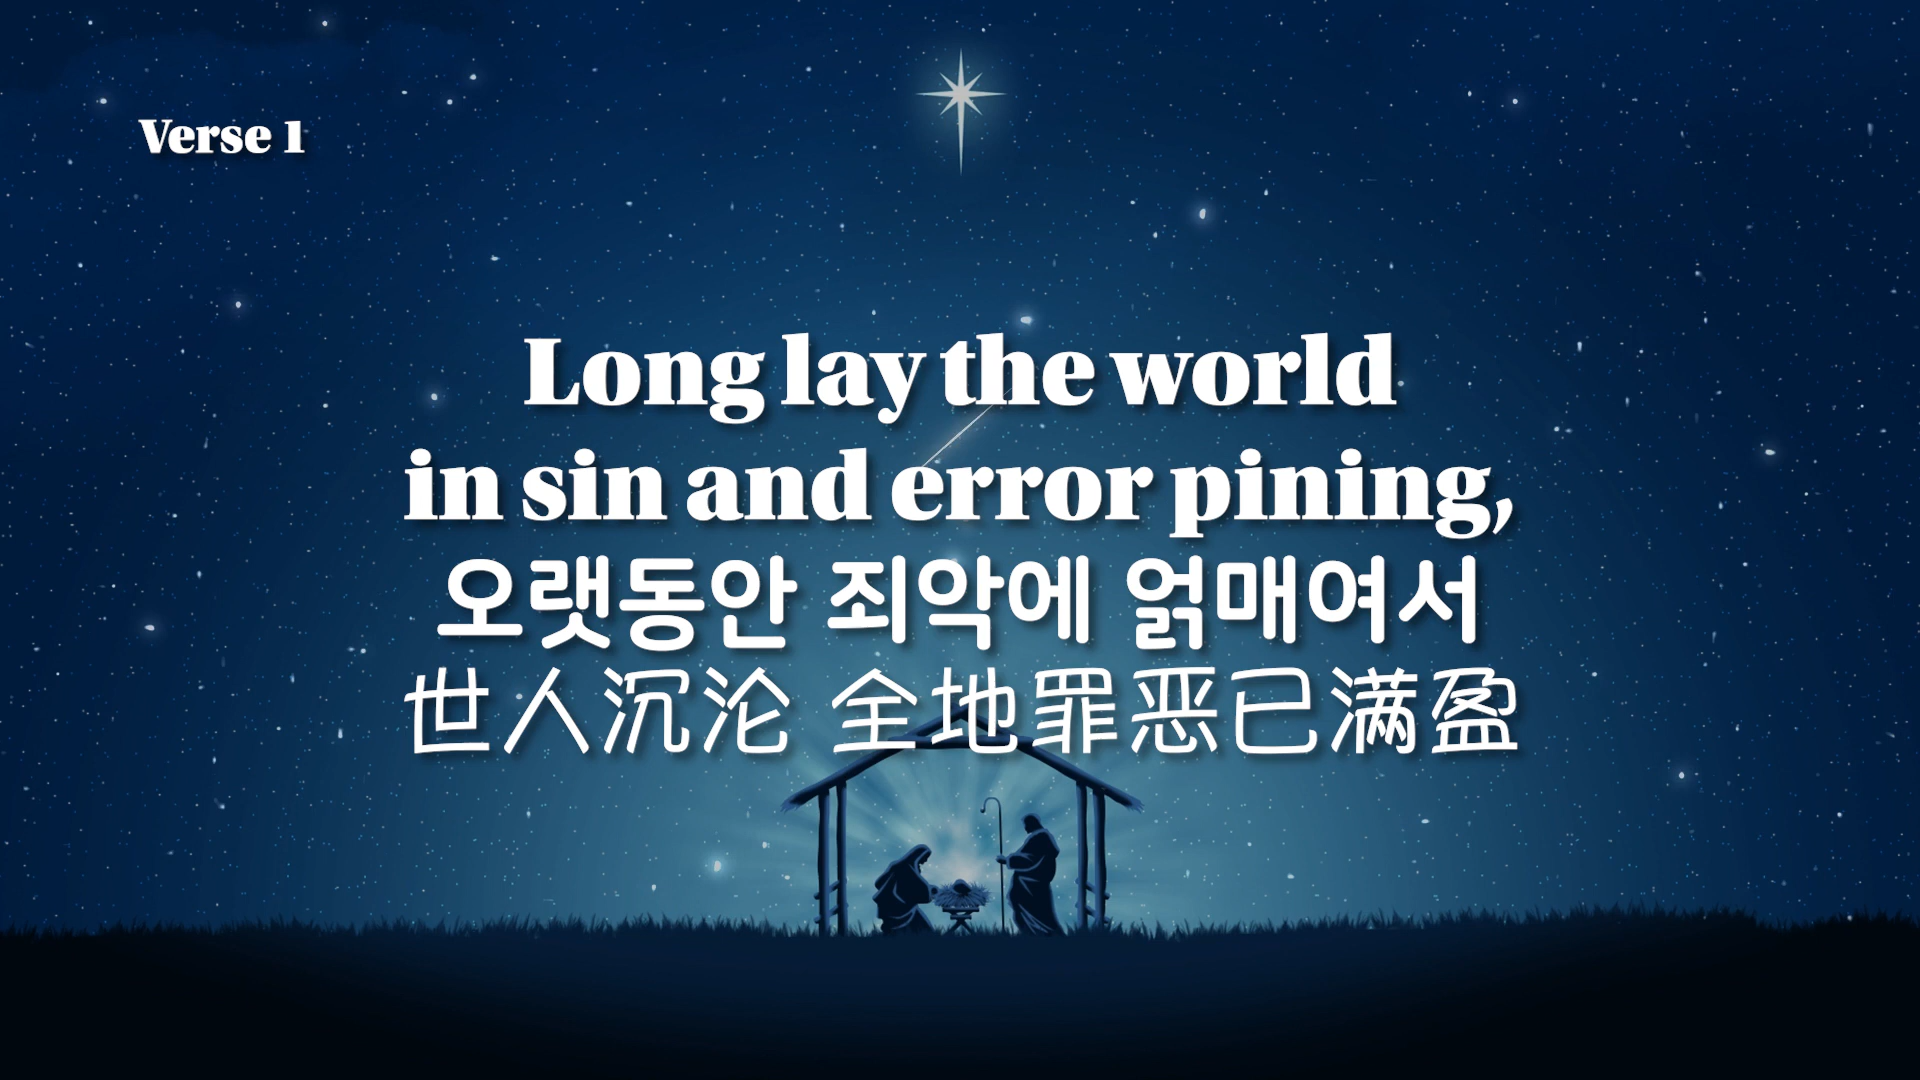 Verse 1
Long lay the world
in sin and error pining,
오랫동안 죄악에 얽매여서
世人沉沦 全地罪恶已满盈